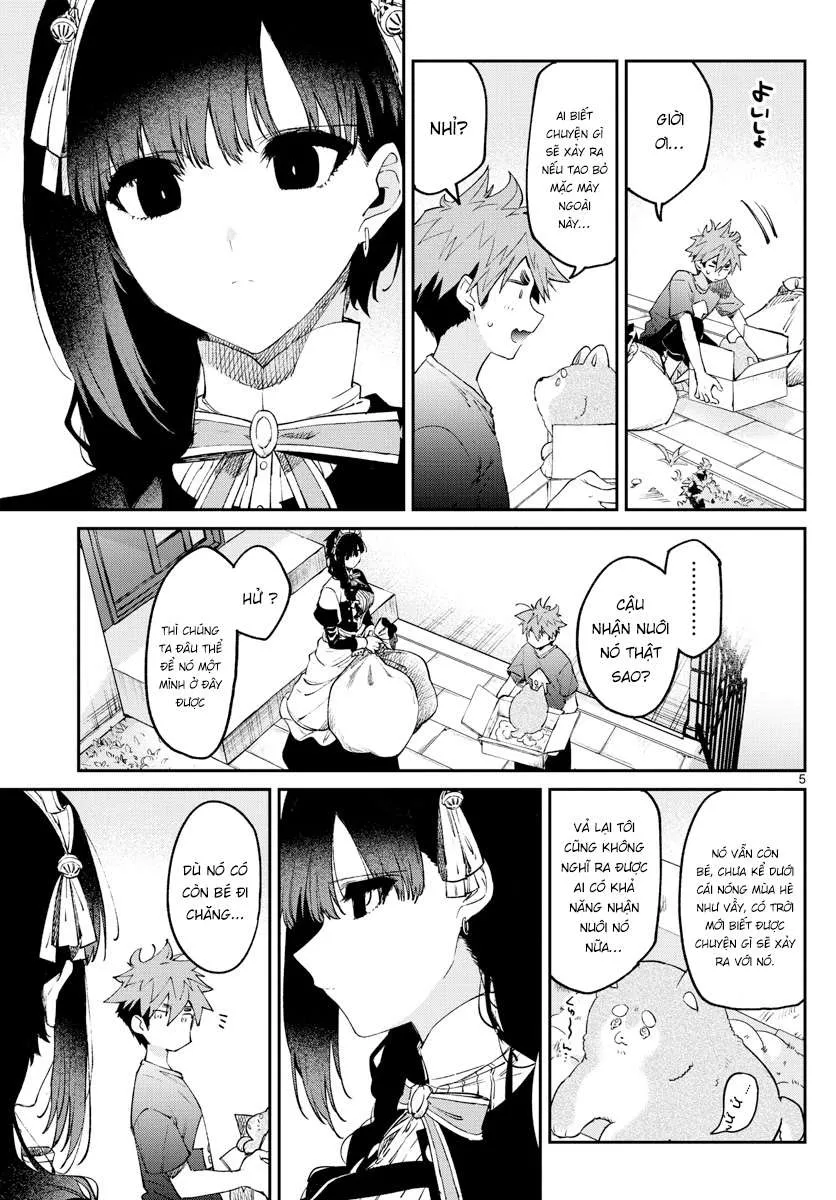 よいしょ
GIỜI
ƠI...
AI BIẾT
CHUYỆN GÌ
SẼ XẢY RA
NẾU TAO BỎ
MẶC MÀY
NGOÀI
NÀY...
NHỈ?
.........
CẬU
NHẬN NUÔI
NÓ THẬT
SAO?
HỬ ?
THÌ CHÚNG
TA ĐÂU THỂ
ĐỂ NÓ MỘT
MÌNH Ở ĐÂY
ĐƯỢC
5
NÓ VẪN CÒN
BÉ, CHƯA KỂ DƯỚI
CÁI NÓNG MÙA HÈ
NHƯ VẦY, CÓ TRỜI
MỚI BIẾT ĐƯỢC
CHUYỆN GÌ SẼ XẢY
RA VỚI NÓ.
VẢ LẠI TÔI
CŨNG KHÔNG
NGHĨ RA ĐƯỢC
AI CÓ KHẢ
NĂNG NHẬN
NUÔI NÓ
NỮA...
Ư Ử...
DÙ NÓ CÓ
CÒN BÉ ĐI
CHĂNG...